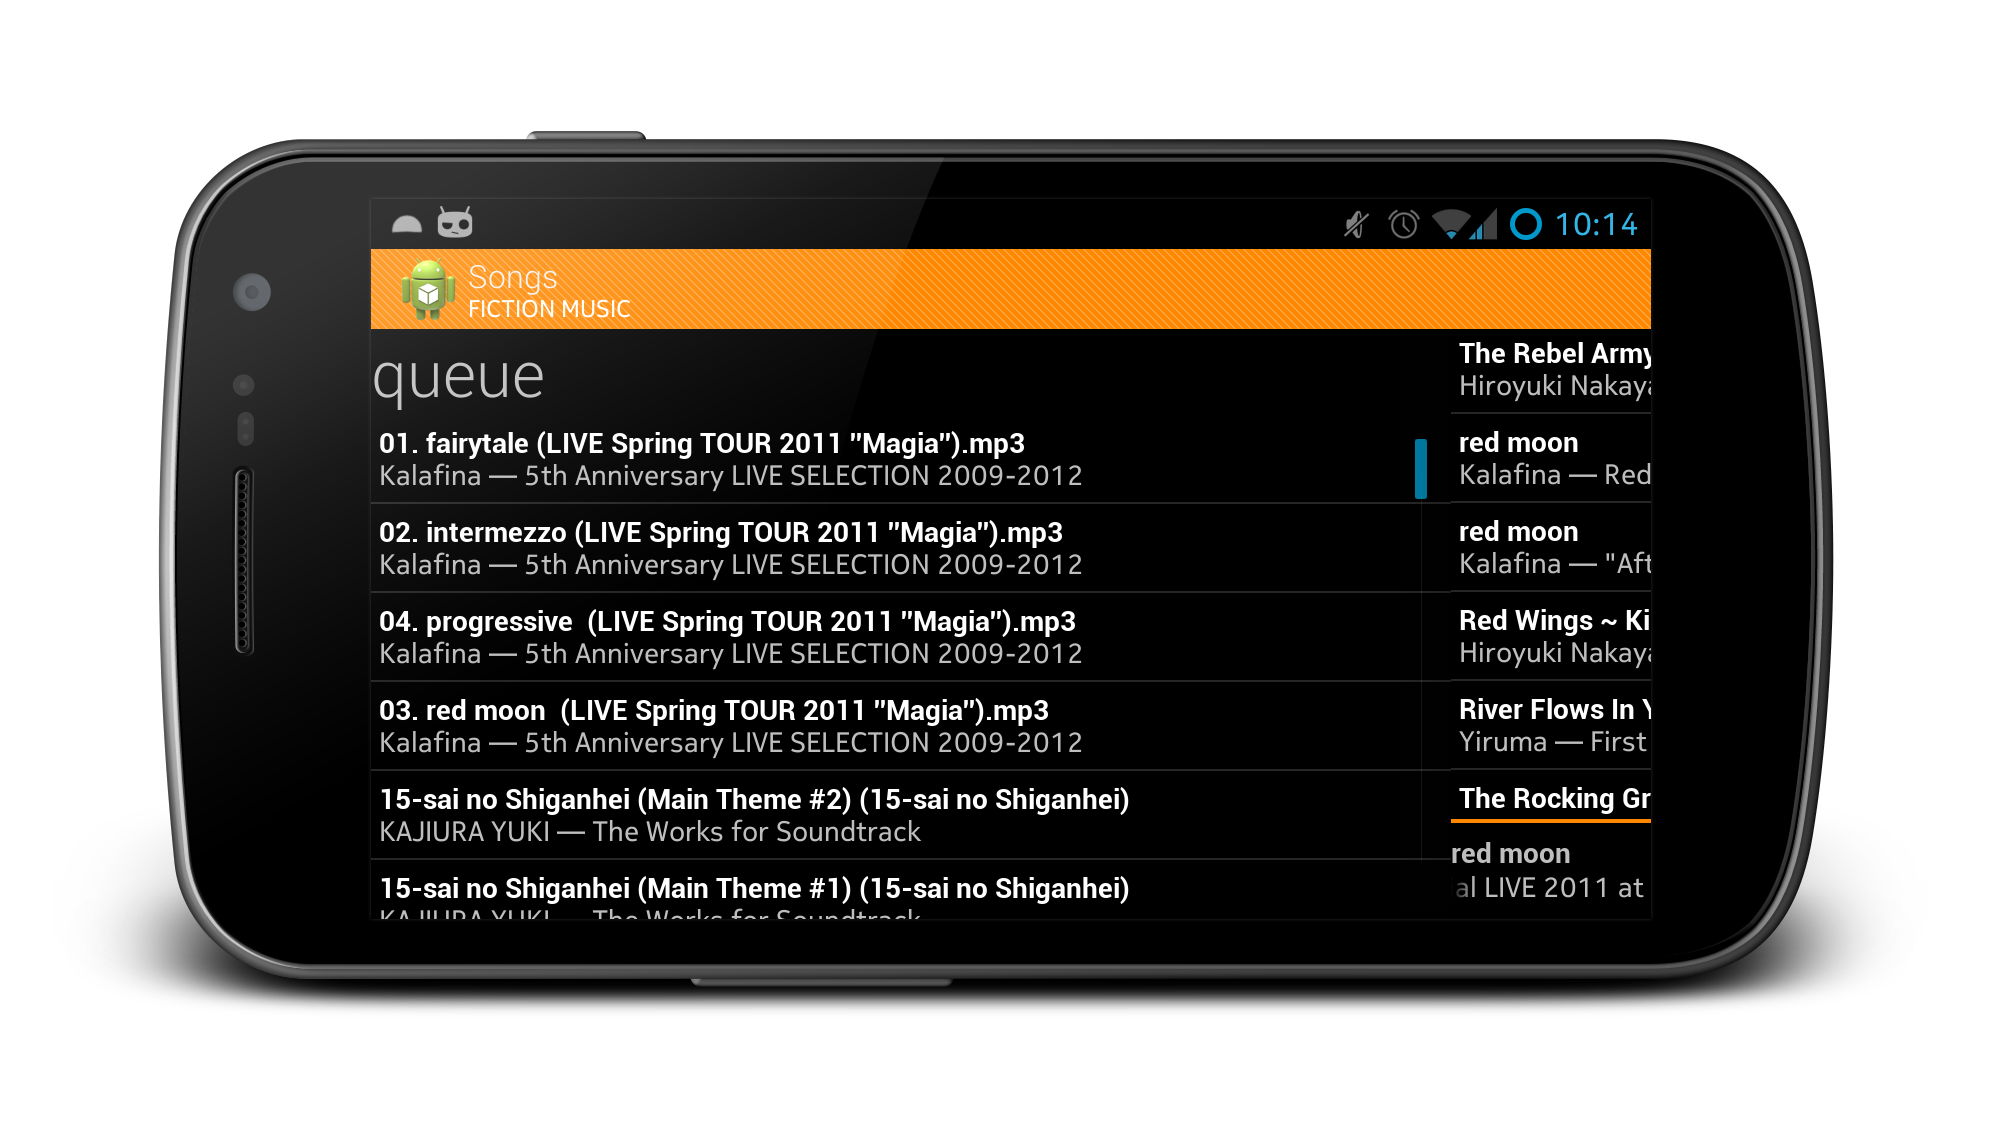 10:14
Songs
FICTION MUSIC
queue
01. fairytale (LIVE Spring TOUR 2011 "Magia").mp3
Kalafina — 5th Anniversary LIVE SELECTION 2009-2012
02. intermezzo (LIVE Spring TOUR 2011 "Magia").mp3
Kalafina — 5th Anniversary LIVE SELECTION 2009-2012
04. progressive  (LIVE Spring TOUR 2011 "Magia").mp3
Kalafina — 5th Anniversary LIVE SELECTION 2009-2012
03. red moon  (LIVE Spring TOUR 2011 "Magia").mp3
Kalafina — 5th Anniversary LIVE SELECTION 2009-2012
15-sai no Shiganhei (Main Theme #2) (15-sai no Shiganhei)
KAJIURA YUKI — The Works for Soundtrack
15-sai no Shiganhei (Main Theme #1) (15-sai no Shiganhei)
KAJIURA YUKI — The Works for Soundtrack
The Rebel Army
Hiroyuki Nakaya
red moon
Kalafina — Red
red moon
Kalafina — "Aft
Red Wings ~ Ki
Hiroyuki Nakaya
River Flows In Y
Yiruma — First
The Rocking Gr
red moon
al LIVE 2011 at